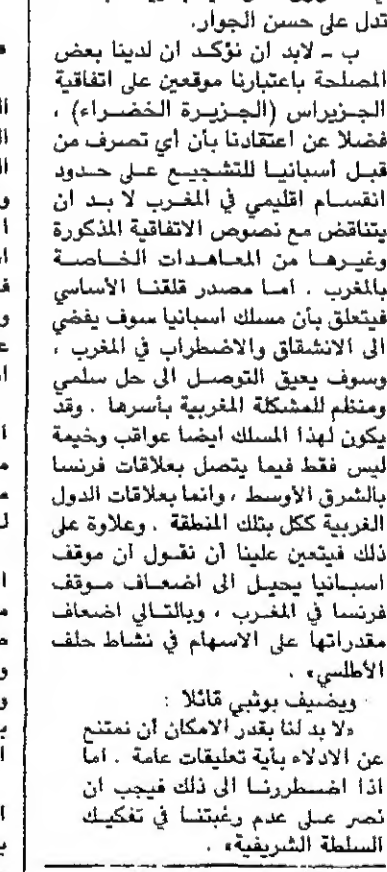 تدل على حسن الجوار.
ب ـ لابد ان نؤكد ان لدينا بعض
المصلحة باعتبارنا موقعين على اتفاقية
الجزيراس (الجزيرة الخضراء) ،
فضلا عن اعتقادنا بأن أي تصرف من
قبل أسبانيا للتشجيع على حدود
انقسام اقليمي في المغرب لا بد ان
يتناقض مع نصوص الاتفاقية المذكورة
وغيرها من المعاهدات الخاصة
بالمغرب . اما مصدر قلقنا الأساسي
فيتعلق بأن مسلك اسبانيا سوف يفضي
الى الانشقاق والاضطراب في المغرب ،
وسوف يعيق التوصل الى حل سلمي
ومنظم للمشكلة المغربية بأسرها . وقد
يكون لهذا المسلك ايضا عواقب وخيمة
ليس فقط فيما يتصل بعلاقات فرنسا
بالشرق الأوسط ، وانما بعلاقات الدول
الغربية ككل بتلك المنطقة . وعلاوة على
ذلك فيتعين علينا أن نقول أن موقف
اسبانيا يحيل الى اضعاف موقف
فرنسا في المغرب ، وبالتالي اضعاف
مقدراتها على الاسهام في نشاط حلف
الأطلسي» .
ويضيف بوثبي قائلا :
«لا بد لنا بقدر الامكان أن نمتنع
عن الادلاء بأية تعليقات عامة . اما
اذا اضطررنا الى ذلك فيجب ان
نصر على عدم رغبتنا في تفكيك
السلطة الشريفية» .